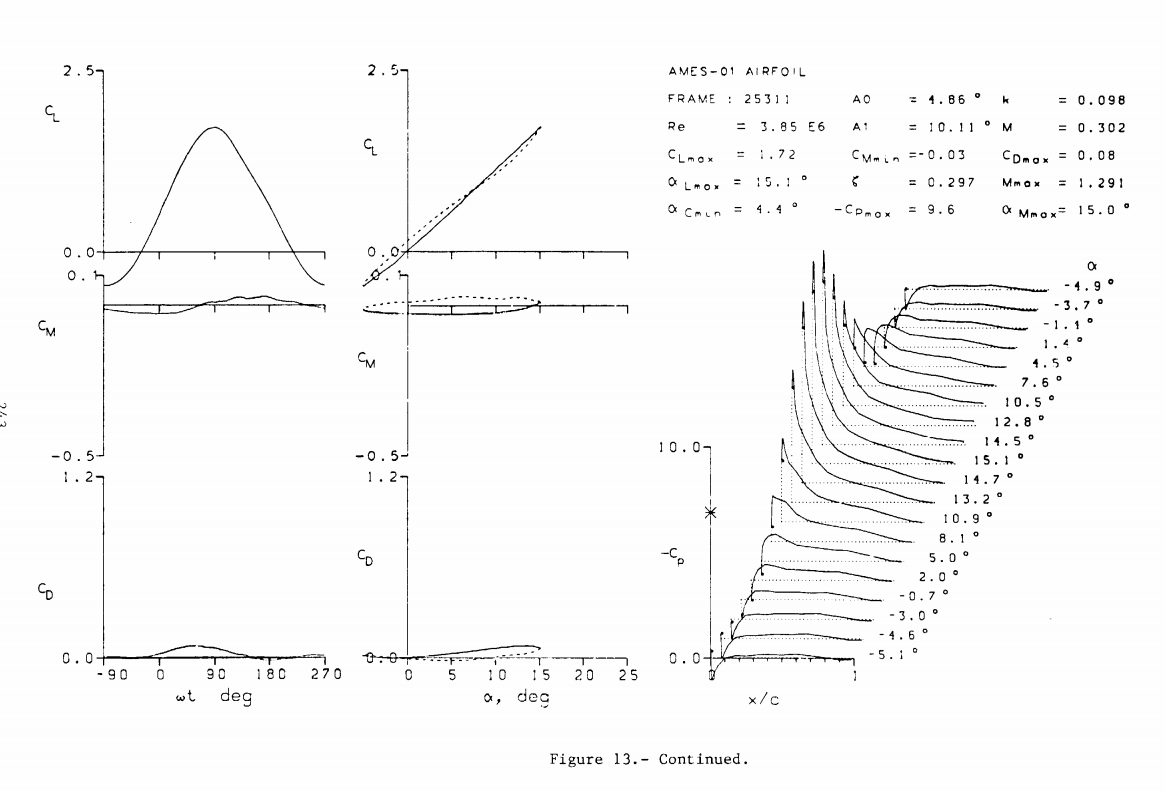 AMES-01 AIRFOIL
FRAME : 25311 A0 = 4.86 ° k = 0.098
Re = 3.85 E6 A1 = 10.11 ° M = 0.302
CLmax = 1.72 CMmin =-0.03 CDmax = 0.08
αLmax = 15.1 ° ζ = 0.297 Mmax = 1.291
αCmin = 4.4 ° -CPmax = 9.6 αMmax= 15.0 °
2.5
CL
0.0
0.1
CM
-0.5
1.2
CD
0.0
-90 0 90 180 270
ωt deg
2.5
CL
0.0
0.1
CM
-0.5
1.2
CD
0.0
0 5 10 15 20 25
α, deg
α
-4.9 °
-3.7 °
-1.1 °
1.4 °
4.5 °
7.6 °
10.5 °
12.8 °
14.5 °
15.1 °
14.7 °
13.2 °
10.9 °
8.1 °
5.0 °
2.0 °
-0.7 °
-3.0 °
-4.6 °
-5.1 °
10.0
-Cp
0.0
0 1
x/c
243
Figure 13.- Continued.